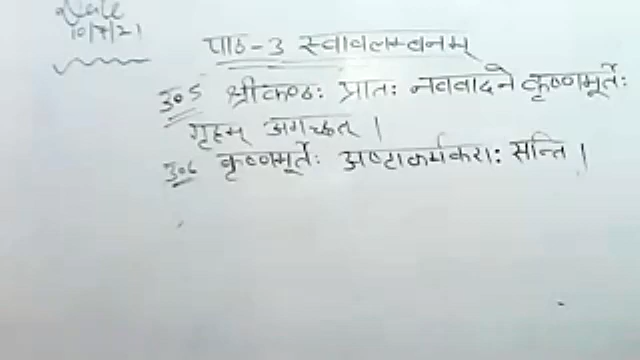 Date
10/7/21
पाठ-3 स्वावलम्बनम्
उ०5 श्रीकण्ठः प्रातः नववादने कृष्णमूर्तेः
गृहम् अगच्छत् ।
उ०6 कृष्णमूर्तेः अष्टाकर्मकराः सन्ति ।